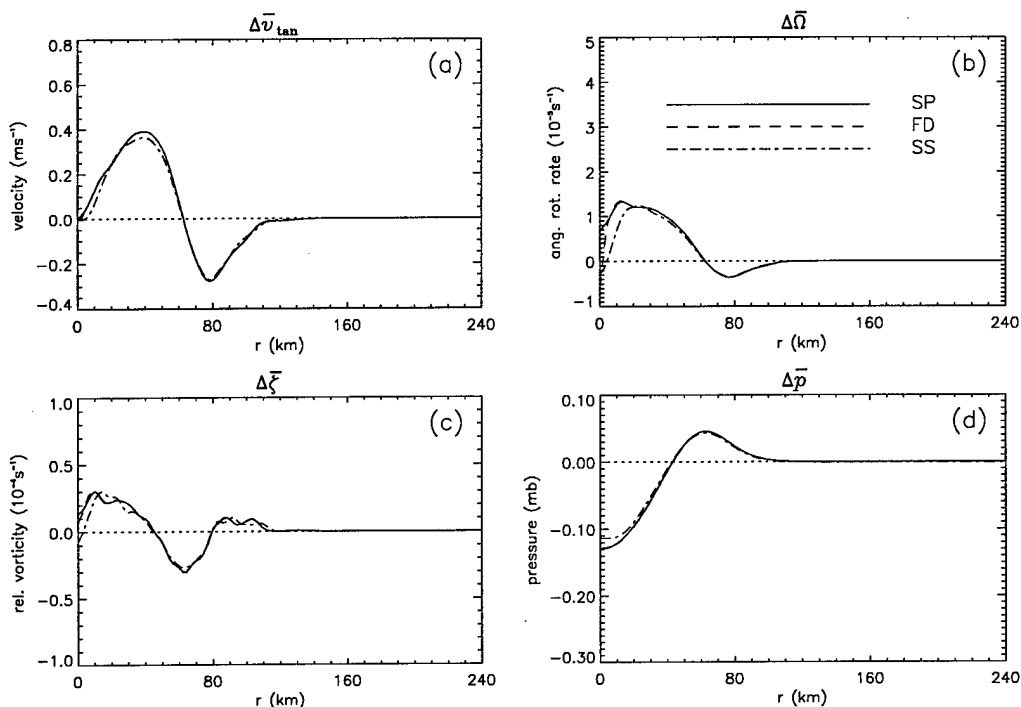 Δv̄ tan
(a)
velocity (ms⁻¹)
0.8
0.6
0.4
0.2
0.0
−0.2
−0.4
0
80
160
240
r (km)
ΔΩ̄
(b)
ang. rot. rate (10⁻⁵s⁻¹)
5
4
3
2
1
0
−1
SP
FD
SS
0
80
160
240
r (km)
Δζ̄
(c)
rel. vorticity (10⁻⁴s⁻¹)
1.0
0.5
0.0
−0.5
−1.0
0
80
160
240
r (km)
Δp̄
(d)
pressure (mb)
0.10
0.00
−0.10
−0.20
−0.30
0
80
160
240
r (km)